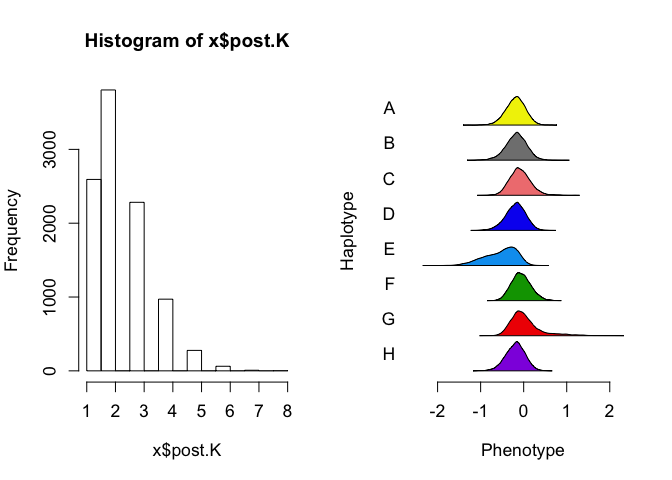 Histogram of x$post.K
Frequency
0
1000
2000
3000
1 2 3 4 5 6 7 8
x$post.K
Haplotype
A
B
C
D
E
F
G
H
-2 -1 0 1 2
Phenotype